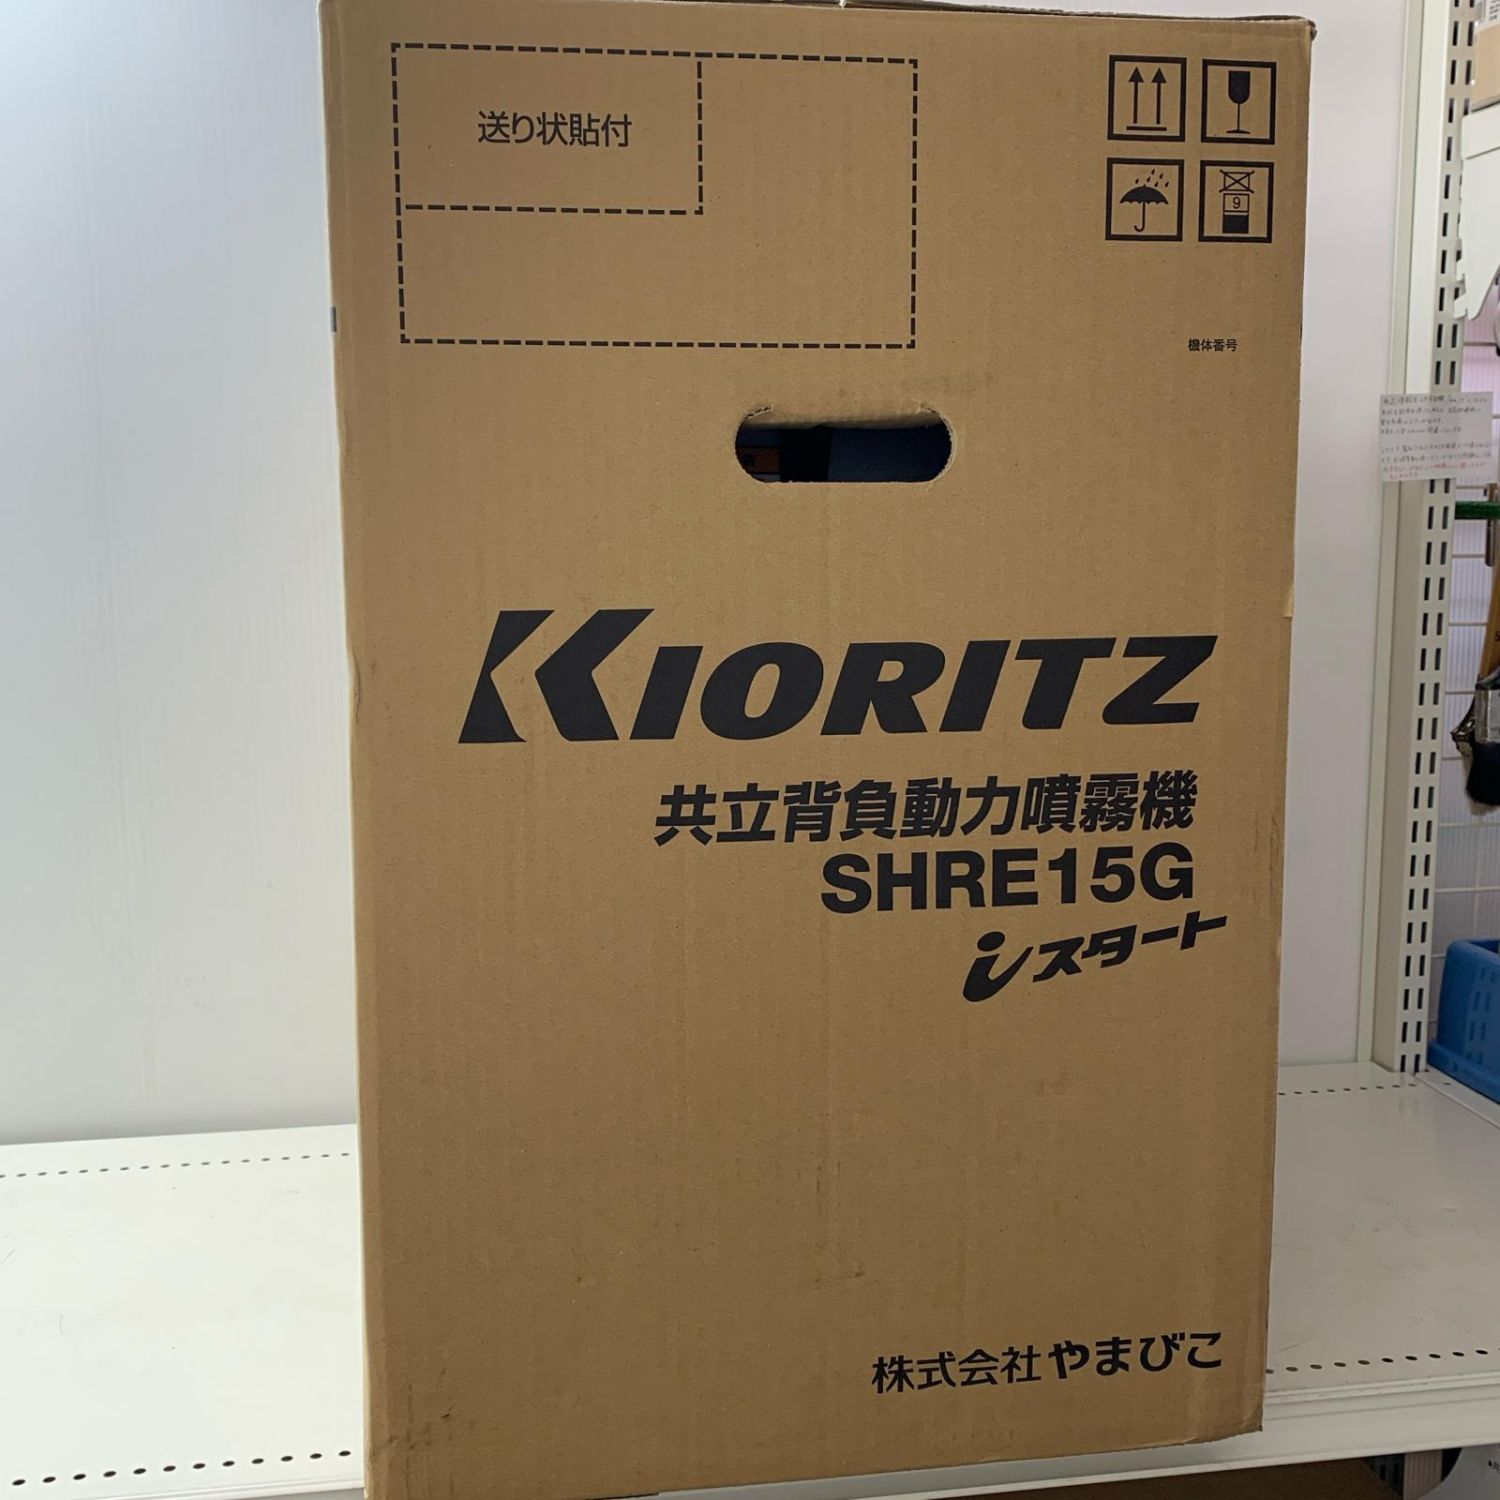 送り状貼付
9
機体番号
KIORITZ
共立背負動力噴霧機
SHRE15G
iスタート
株式会社やまびこ